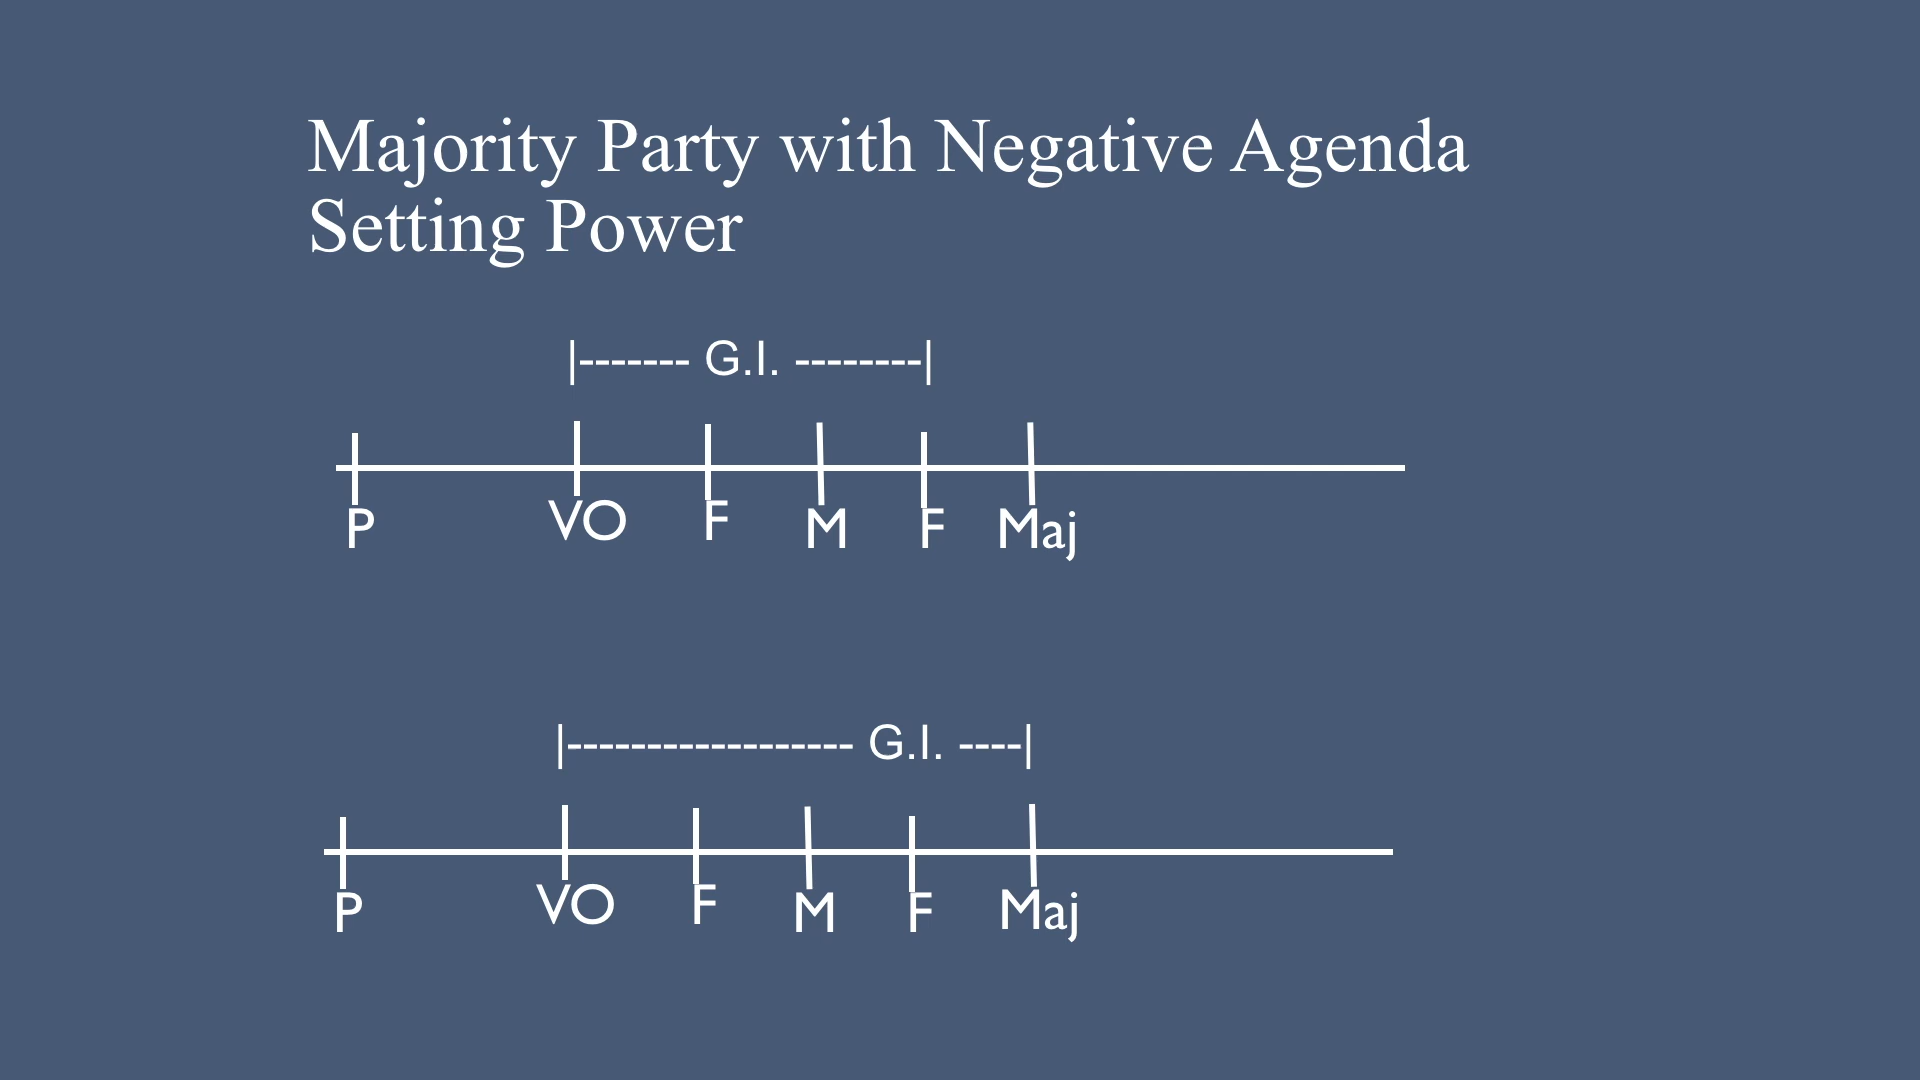 Majority Party with Negative Agenda
Setting Power
|------- G.I. --------|
P VO F M F Maj
|------------------ G.I. ----|
P VO F M F Maj